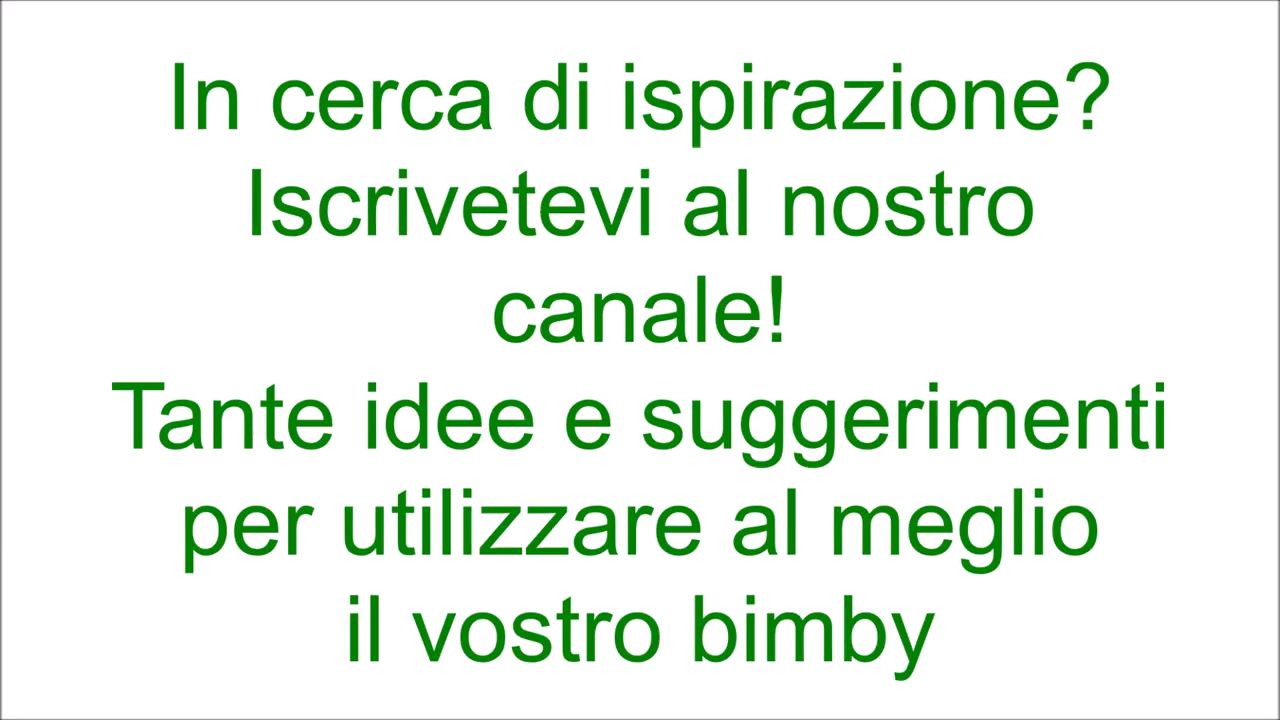 In cerca di ispirazione?
Iscrivetevi al nostro
canale!
Tante idee e suggerimenti
per utilizzare al meglio
il vostro bimby